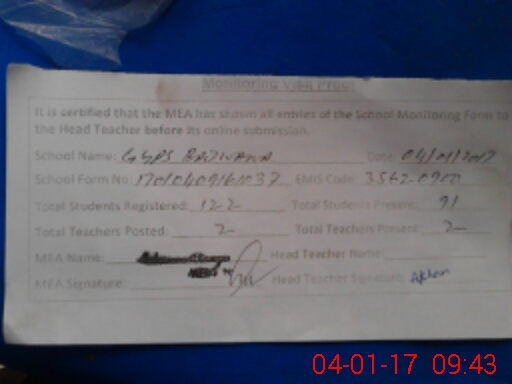 Monitoring Visit Proof
It is certified that the MEA has shown all entries of the School Monitoring Form to
the Head Teacher before its online submission.
School Name: GGPS Date: 04/01/2017
School Form No: EMIS Code: 35620900
Total Students Registered: 122 Total Students Present: 91
Total Teachers Posted: 2 Total Teachers Present: 2
MEA Name: Head Teacher Name:
MEA Signature: Head Teacher Signature:
04-01-17 09:43